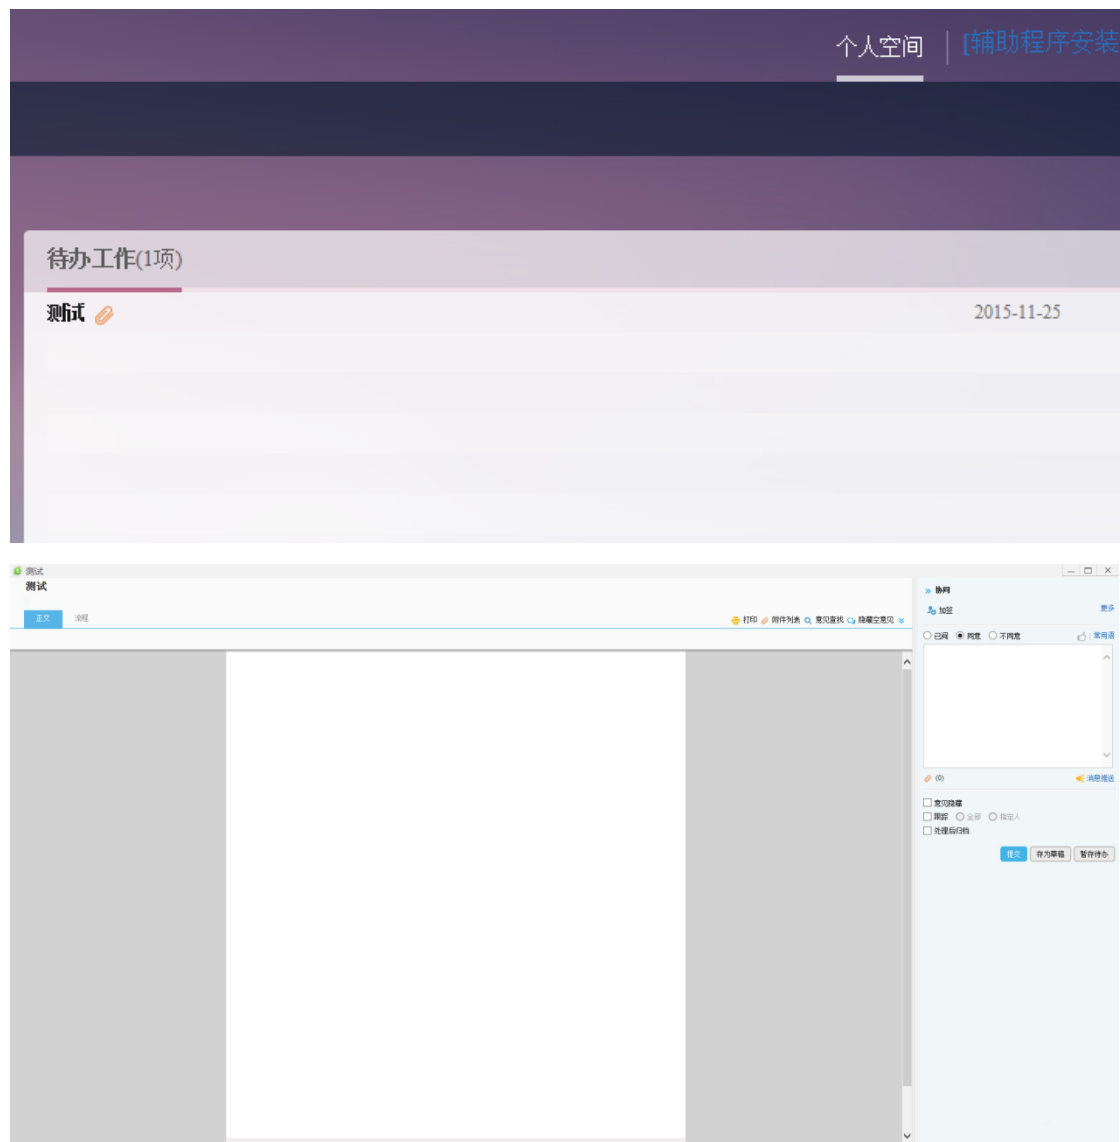 个人空间 [辅助程序安装
待办工作(1项)
测试 2015-11-25
测试
测试
» 协同
加签 更多
正文 流程 打印 附件列表 意见查找 隐藏空意见
已阅 同意 不同意 常用语
(0) 消息推送
意见隐藏
跟踪 全部 指定人
处理后归档
提交 存为草稿 暂存待办